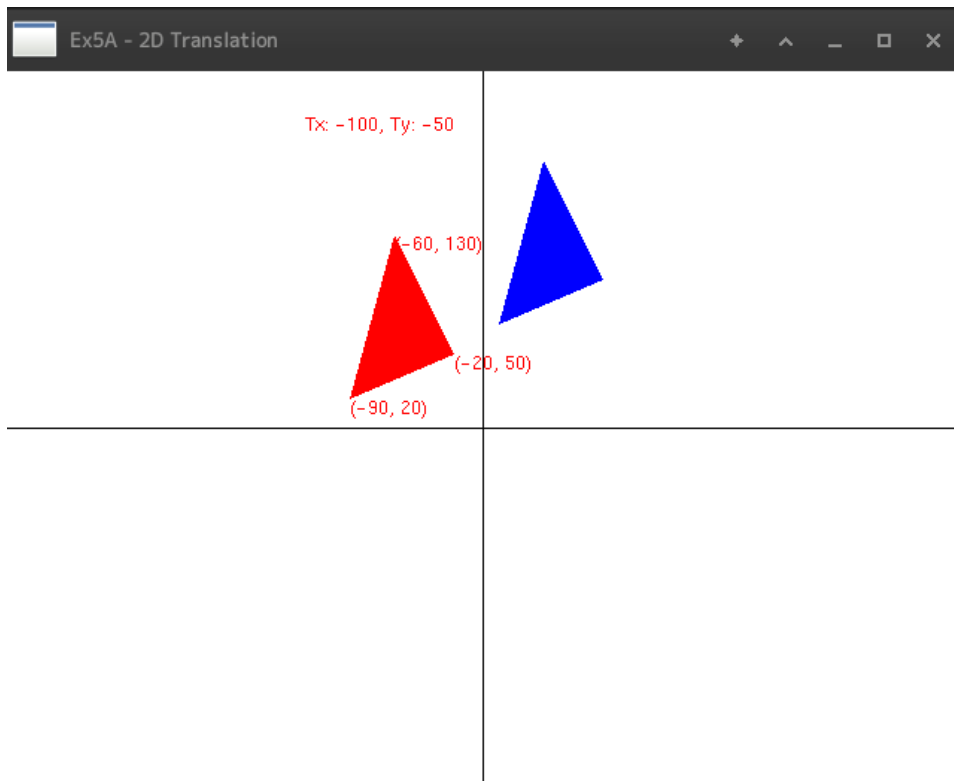 Ex5A - 2D Translation
Tx: -100, Ty: -50
(-60, 130)
(-20, 50)
(-90, 20)